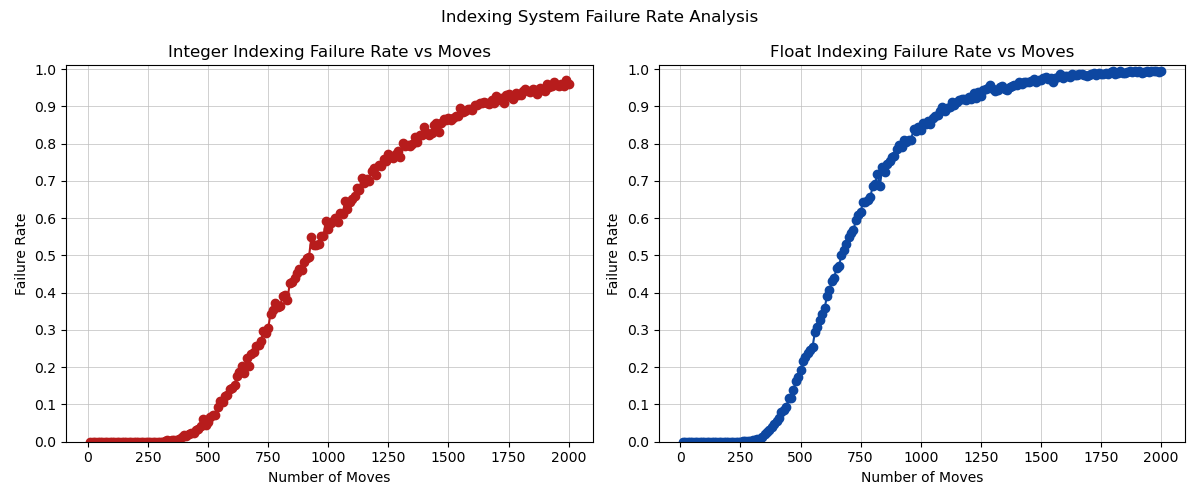 Indexing System Failure Rate Analysis
Integer Indexing Failure Rate vs Moves
Failure Rate
1.0
0.9
0.8
0.7
0.6
0.5
0.4
0.3
0.2
0.1
0.0
0 250 500 750 1000 1250 1500 1750 2000
Number of Moves
Float Indexing Failure Rate vs Moves
Failure Rate
1.0
0.9
0.8
0.7
0.6
0.5
0.4
0.3
0.2
0.1
0.0
0 250 500 750 1000 1250 1500 1750 2000
Number of Moves